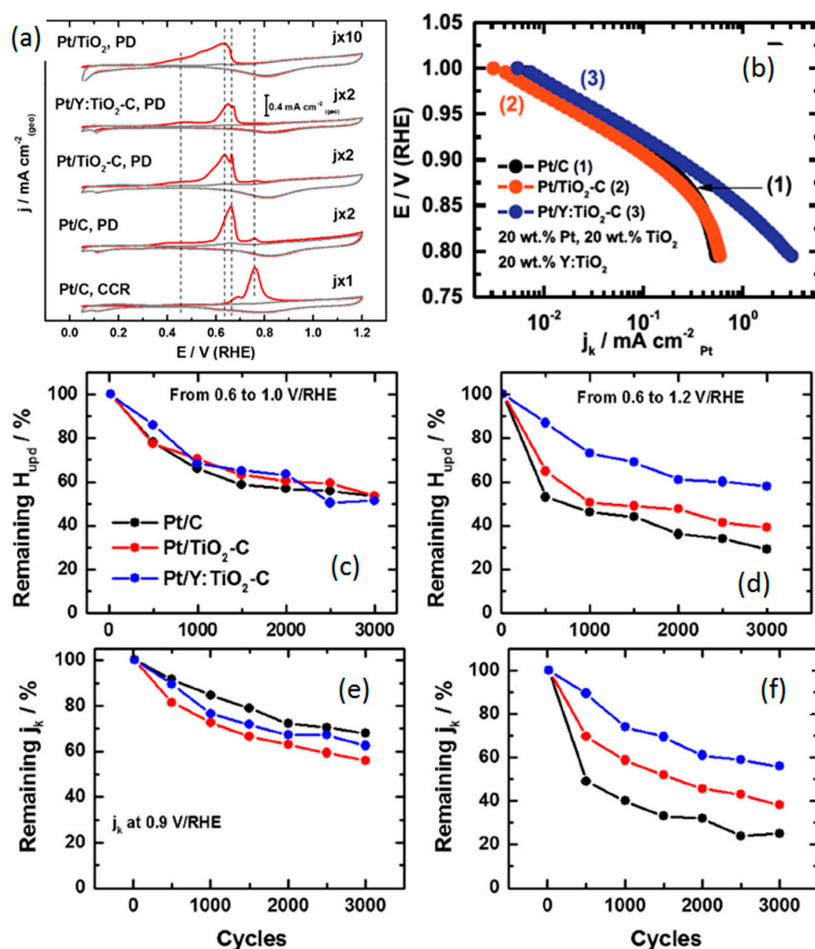 (a)
Pt/TiO₂, PD
jx10
Pt/Y:TiO₂-C, PD
jx2
0.4 mA cm⁻² (geo)
Pt/TiO₂-C, PD
jx2
Pt/C, PD
jx2
Pt/C, CCR
jx1
j / mA cm⁻² (geo)
0.0 0.2 0.4 0.6 0.8 1.0 1.2
E / V (RHE)
(b)
E / V (RHE)
1.05
1.00
0.95
0.90
0.85
0.80
0.75
(3)
(2)
(1)
Pt/C (1)
Pt/TiO₂-C (2)
Pt/Y:TiO₂-C (3)
20 wt.% Pt, 20 wt.% TiO₂
20 wt.% Y:TiO₂
10⁻² 10⁻¹ 10⁰
jₖ / mA cm⁻² Pt
Remaining Hupd / %
100
80
60
40
20
0
From 0.6 to 1.0 V/RHE
Pt/C
Pt/TiO₂-C
Pt/Y:TiO₂-C
(c)
0 1000 2000 3000
Remaining Hupd / %
100
80
60
40
20
0
From 0.6 to 1.2 V/RHE
(d)
0 1000 2000 3000
Remaining jₖ / %
100
80
60
40
20
0
(e)
jₖ at 0.9 V/RHE
0 1000 2000 3000
Cycles
Remaining jₖ / %
100
80
60
40
20
0
(f)
0 1000 2000 3000
Cycles